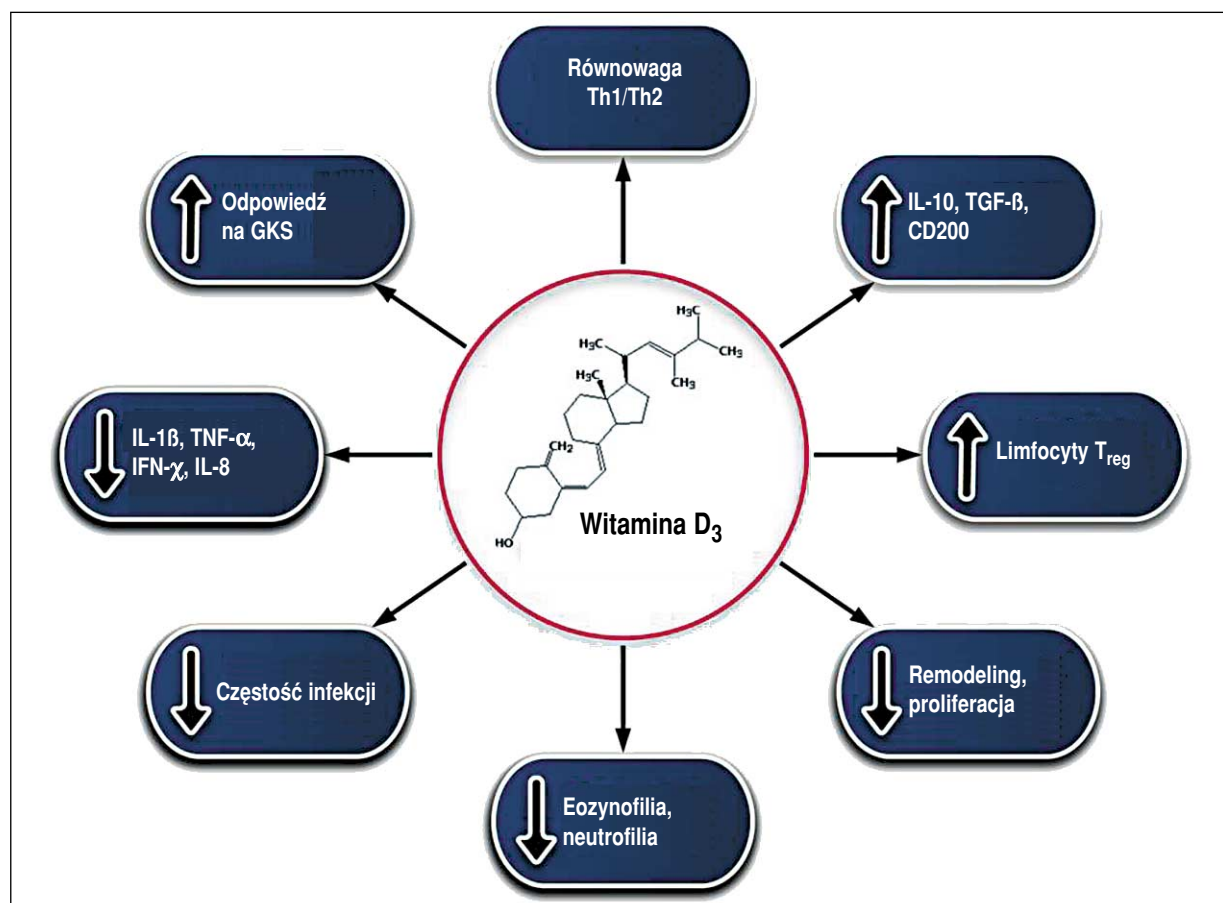 Równowaga
Th1/Th2
Odpowiedź
na GKS
IL-10, TGF-ß,
CD200
IL-1ß, TNF-α,
IFN-χ, IL-8
Limfocyty Treg
Częstość infekcji
Remodeling,
proliferacja
Eozynofilia,
neutrofilia
H₃C
H₃C
CH₃
H₃C
CH₃
CH₂
HO
Witamina D₃